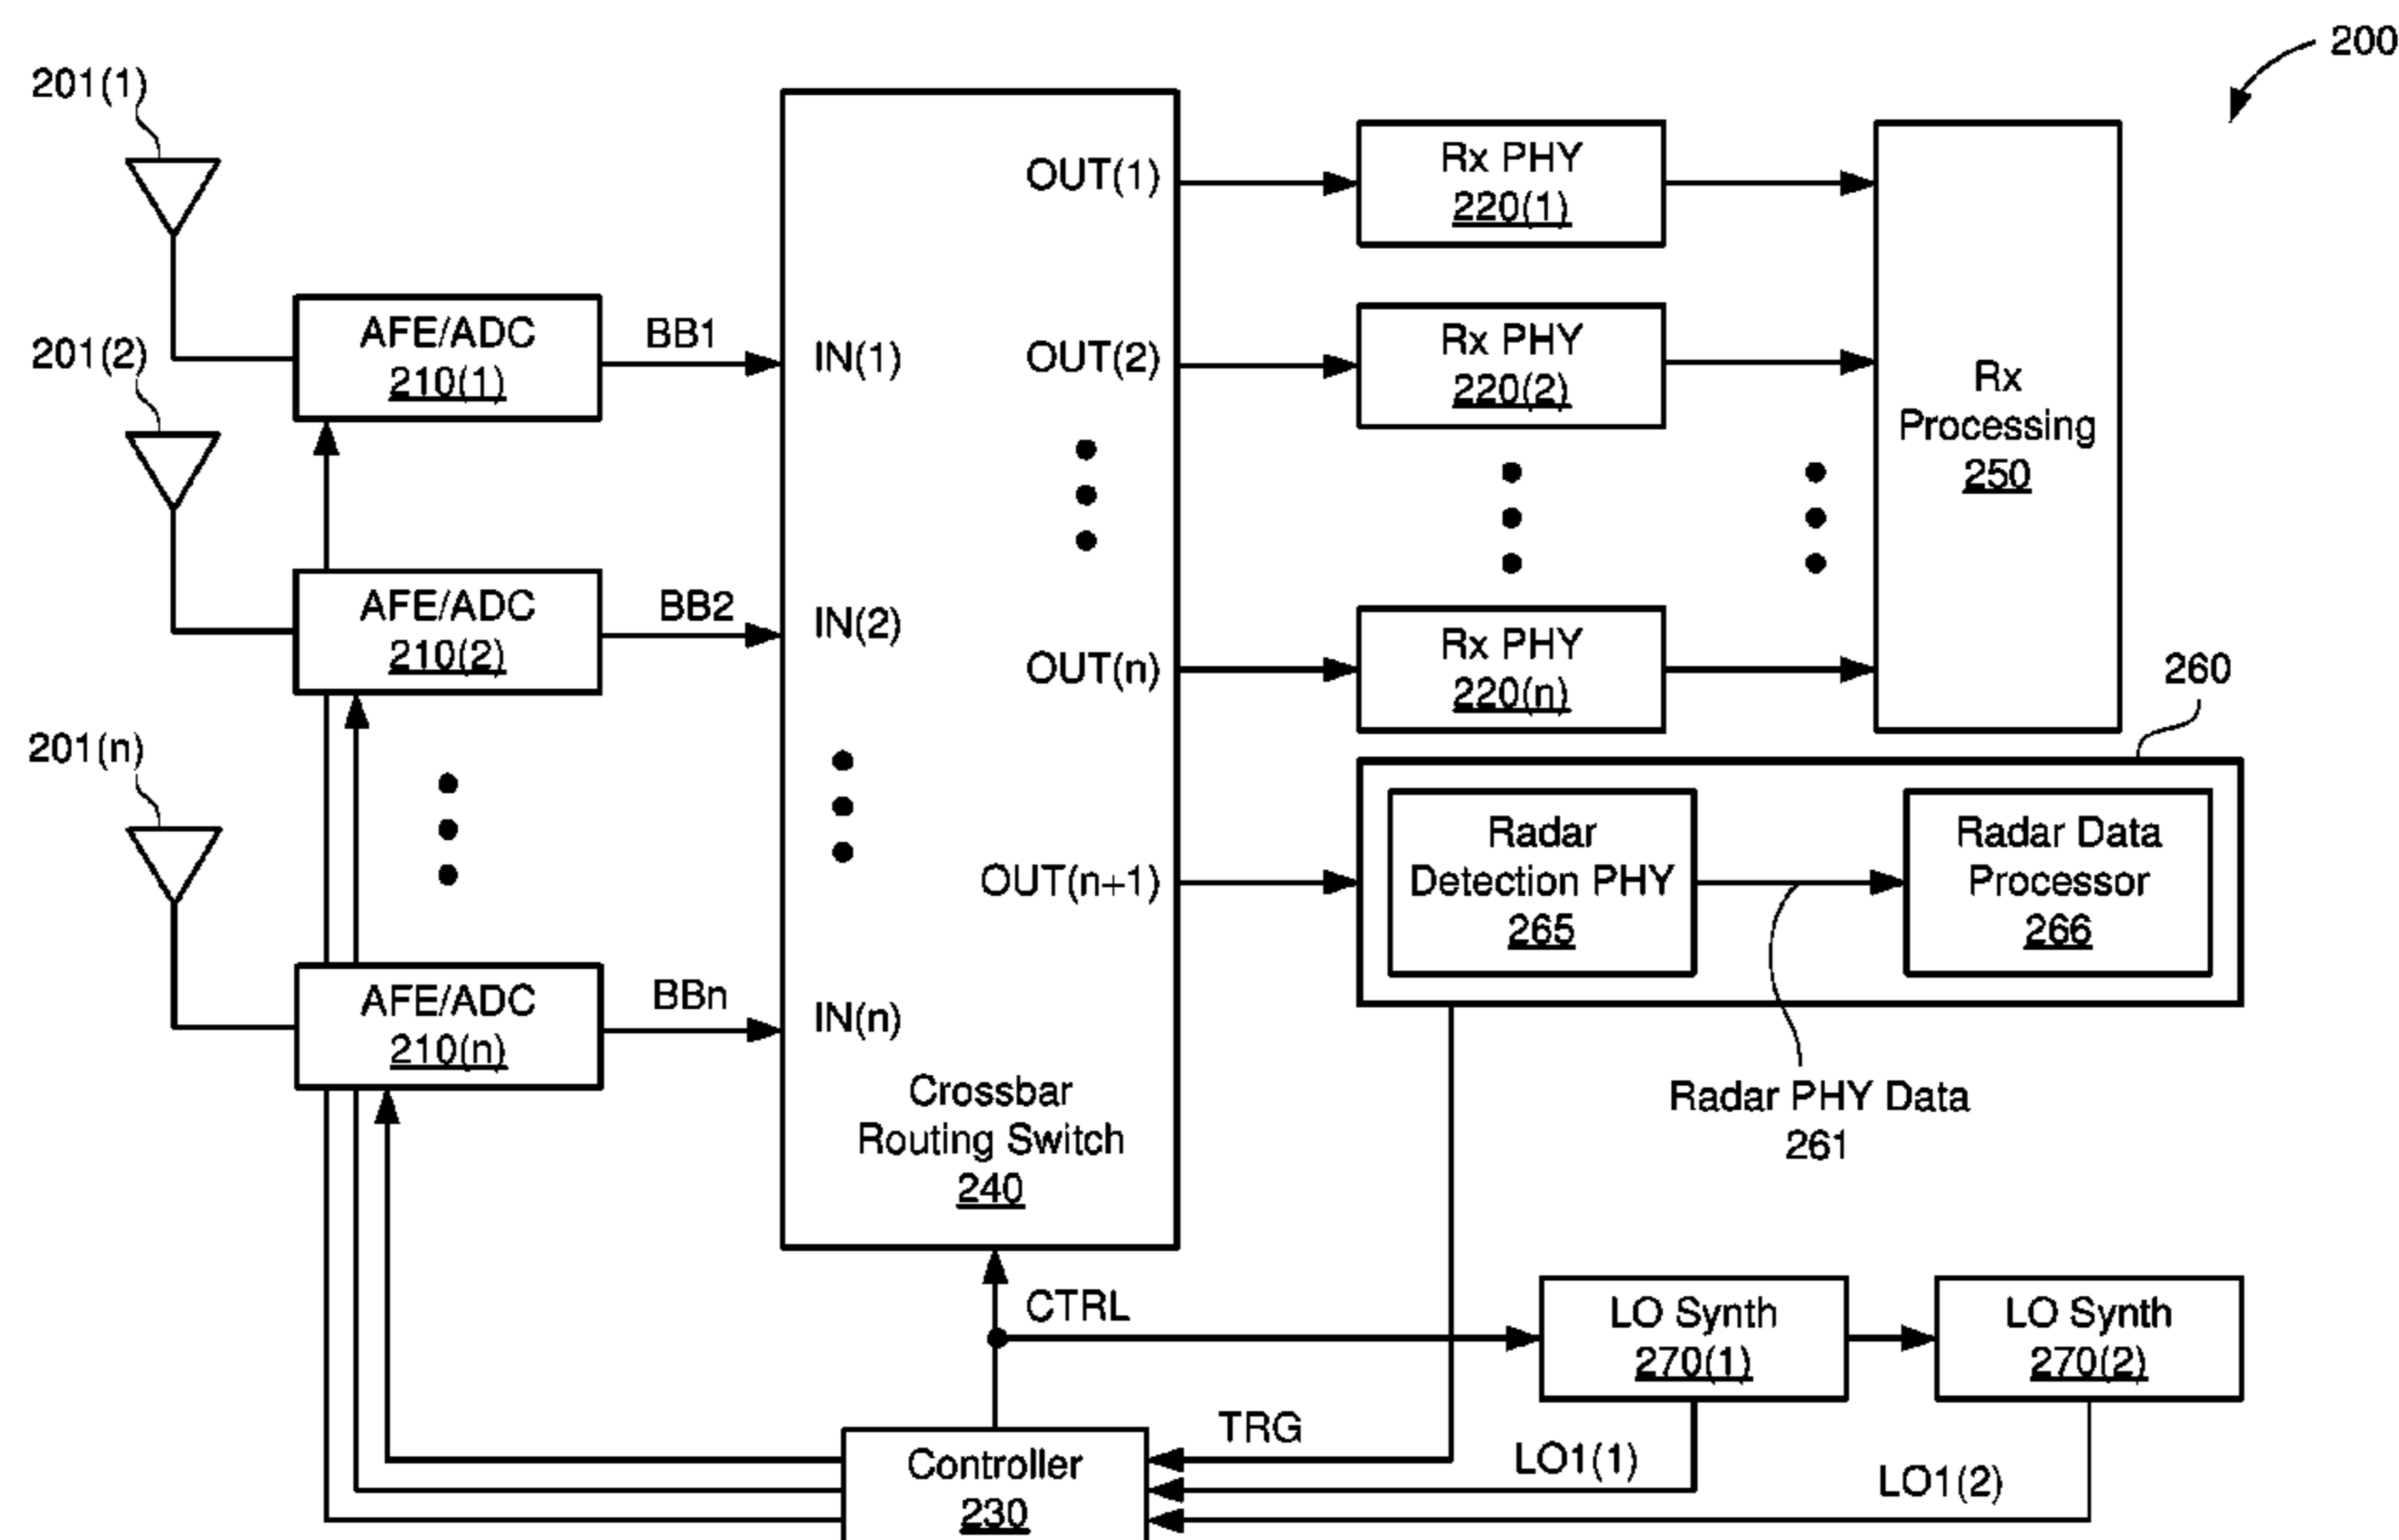 200
201(1)
201(2)
201(n)
AFE/ADC
210(1)
AFE/ADC
210(2)
AFE/ADC
210(n)
BB1
BB2
BBn
IN(1)
IN(2)
IN(n)
OUT(1)
OUT(2)
OUT(n)
OUT(n+1)
Crossbar
Routing Switch
240
Rx PHY
220(1)
Rx PHY
220(2)
Rx PHY
220(n)
Rx
Processing
250
260
Radar
Detection PHY
265
Radar Data
Processor
266
Radar PHY Data
261
CTRL
LO Synth
270(1)
LO Synth
270(2)
TRG
LO1(1)
LO1(2)
Controller
230